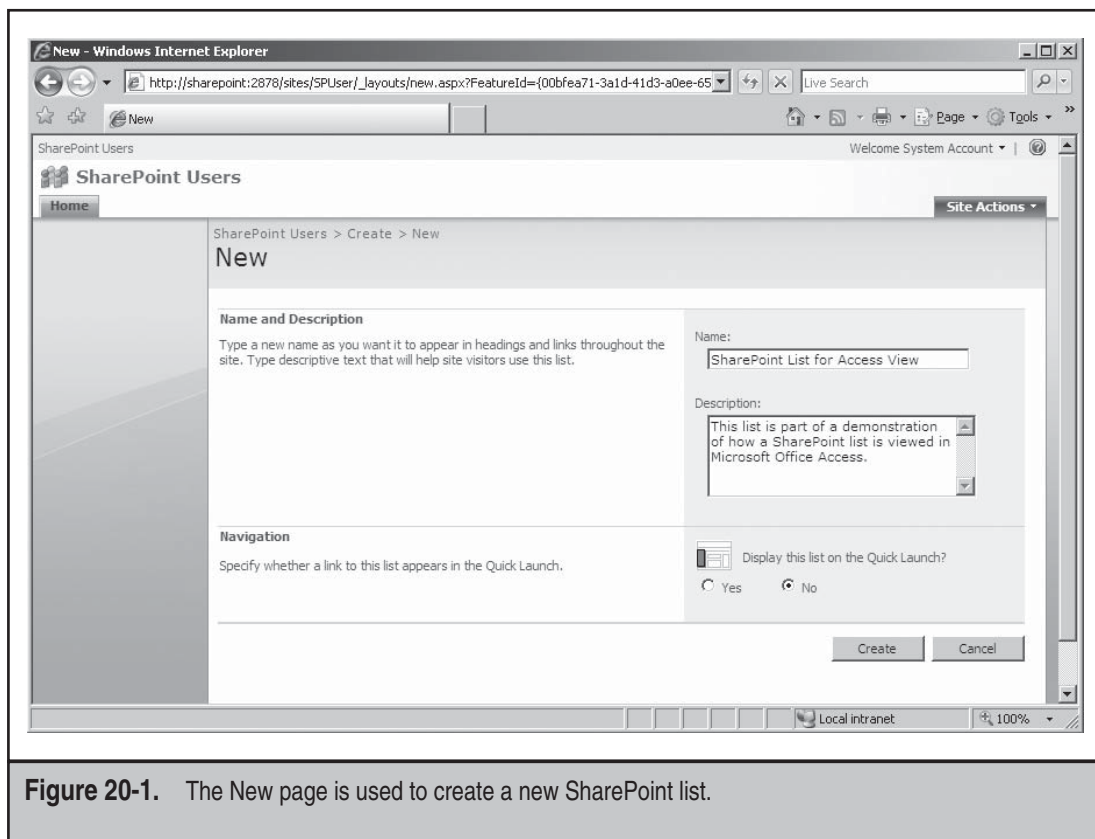 New - Windows Internet Explorer
http://sharepoint:2878/sites/SPUser/_layouts/new.aspx?FeatureId={00bfea71-3a1d-41d3-a0ee-65
Live Search
New
Page
Tools
SharePoint Users
Welcome System Account
SharePoint Users
Home
Site Actions
SharePoint Users > Create > New
New
Name and Description
Type a new name as you want it to appear in headings and links throughout the
site. Type descriptive text that will help site visitors use this list.
Name:
SharePoint List for Access View
Description:
This list is part of a demonstration
of how a SharePoint list is viewed in
Microsoft Office Access.
Navigation
Specify whether a link to this list appears in the Quick Launch.
Display this list on the Quick Launch?
Yes
No
Create
Cancel
Local intranet
100%
Figure 20-1. The New page is used to create a new SharePoint list.